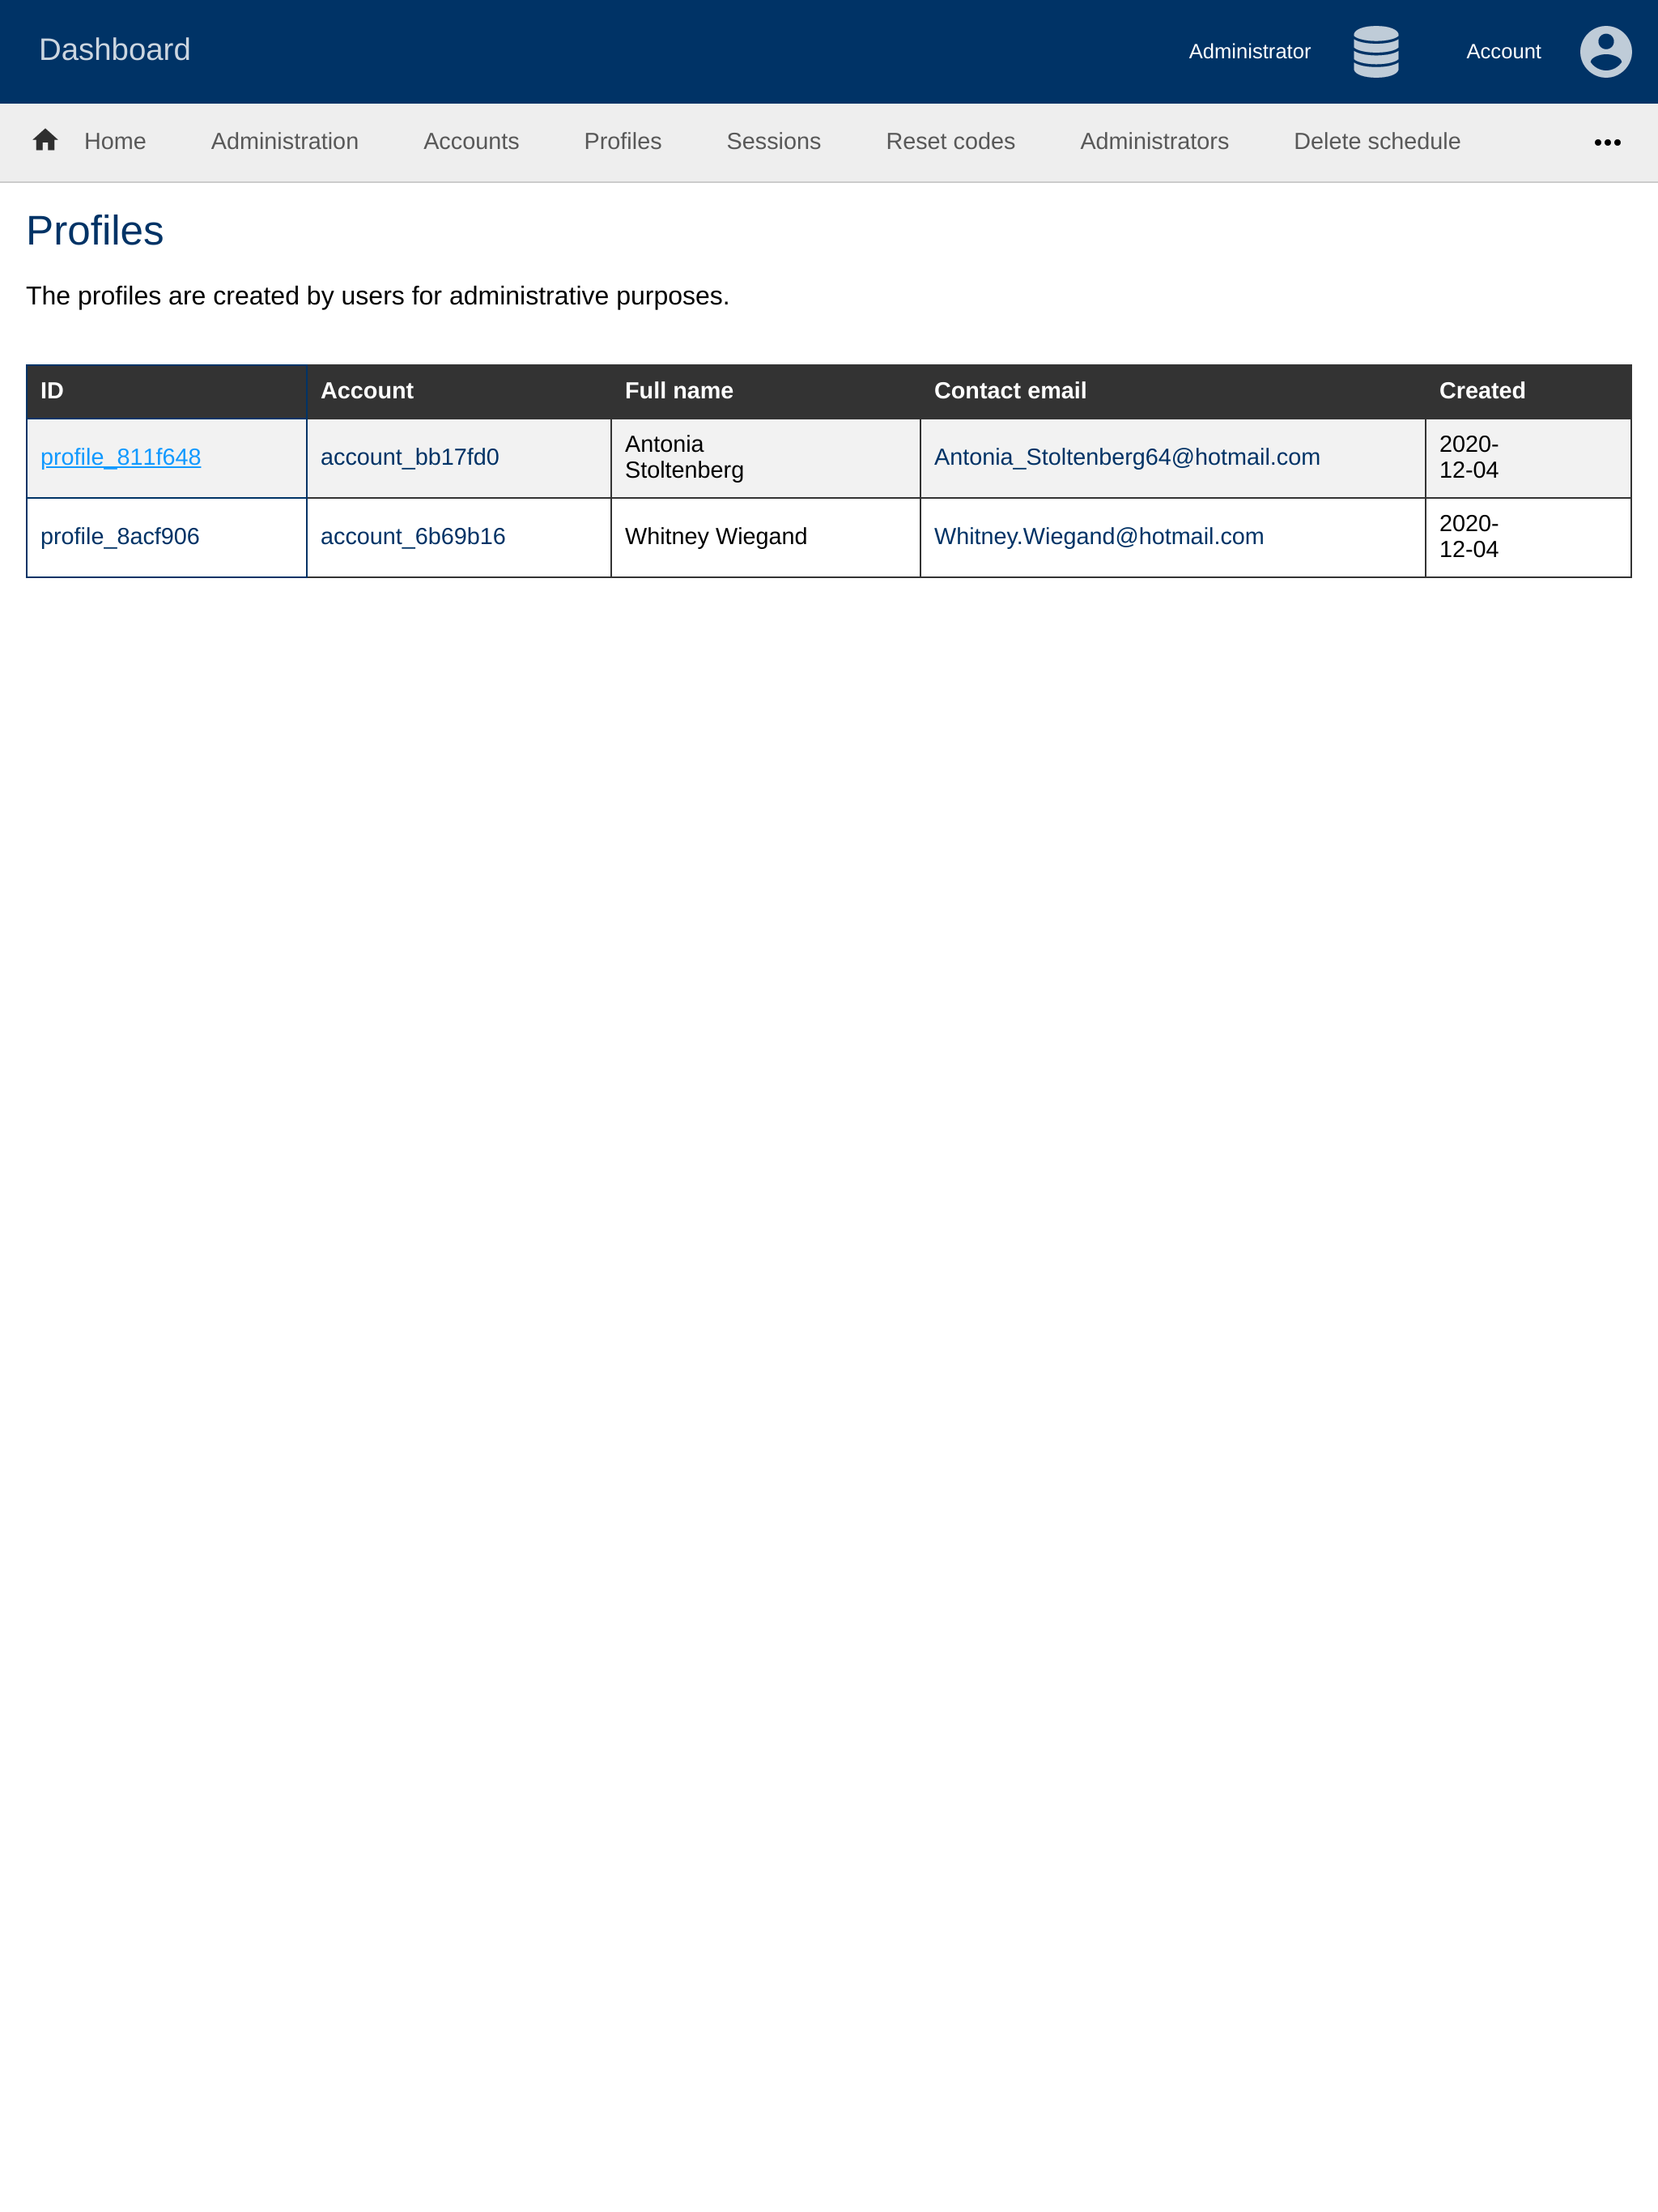 Dashboard
Administrator
Account
Home Administration Accounts Profiles Sessions Reset codes Administrators Delete schedule
Profiles
The profiles are created by users for administrative purposes.
ID Account Full name Contact email Created
profile_811f648 account_bb17fd0 Antonia Stoltenberg Antonia_Stoltenberg64@hotmail.com 2020-12-04
profile_8acf906 account_6b69b16 Whitney Wiegand Whitney.Wiegand@hotmail.com 2020-12-04